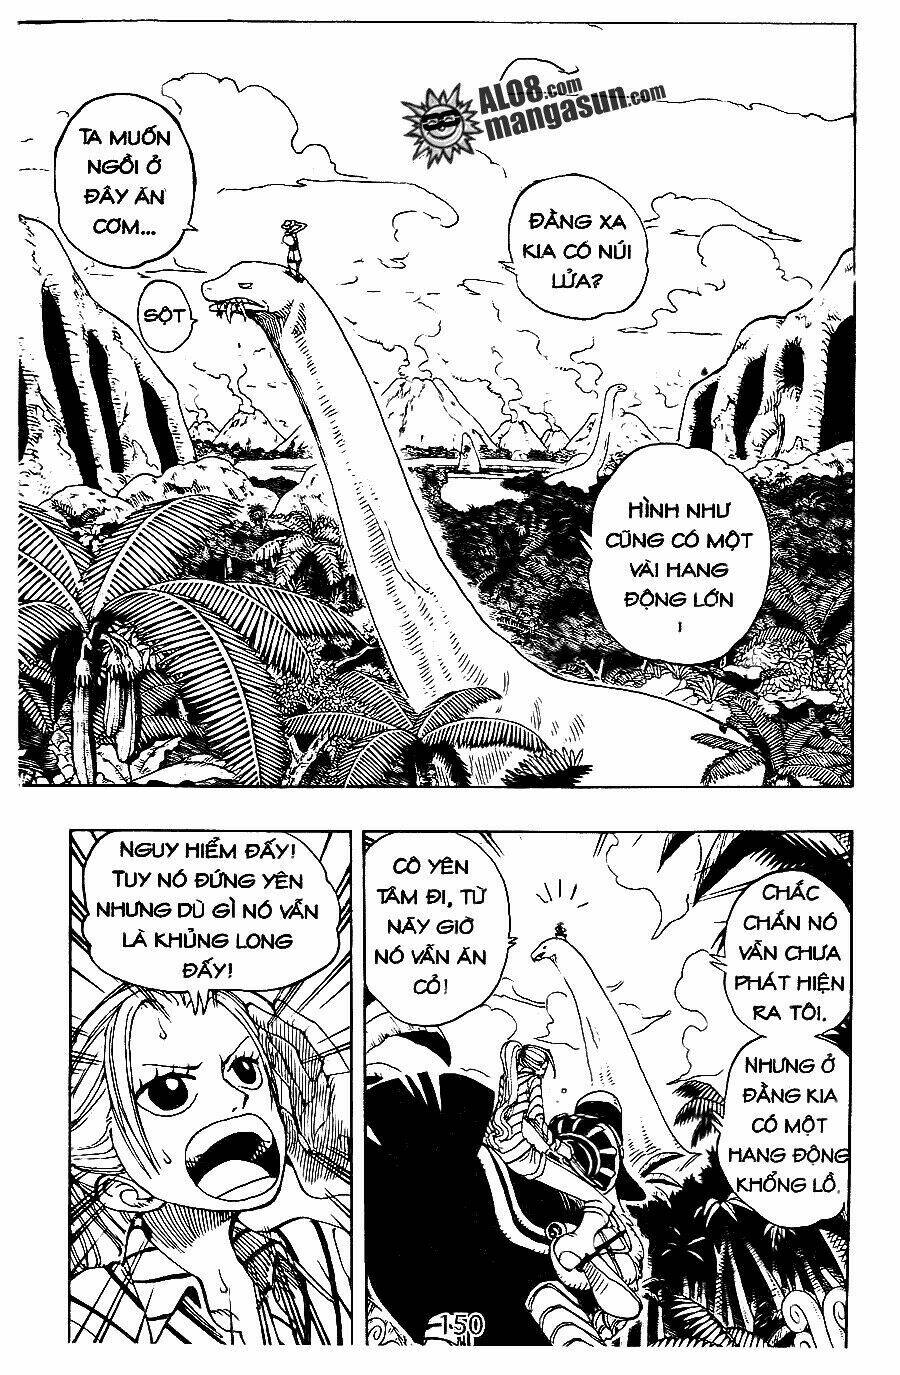 AL08.com
mangasun.com
TA MUỐN
NGỒI Ở
ĐÂY ĂN
CƠM...
ĐẰNG XA
KIA CÓ NÚI
LỬA?
SỘT
HÌNH NHƯ
CŨNG CÓ MỘT
VÀI HANG
ĐỘNG LỚN
!
NGUY HIỂM ĐẤY!
TUY NÓ ĐỨNG YÊN
NHƯNG DÙ GÌ NÓ VẪN
LÀ KHỦNG LONG
ĐẤY!
CÔ YÊN
TÂM ĐI, TỪ
NÃY GIỜ
NÓ VẪN ĂN
CỎ!
CHẮC
CHẮN NÓ
VẪN CHƯA
PHÁT HIỆN
RA TÔI.
NHƯNG Ở
ĐẰNG KIA
CÓ MỘT
HANG ĐỘNG
KHỔNG LỒ.
150